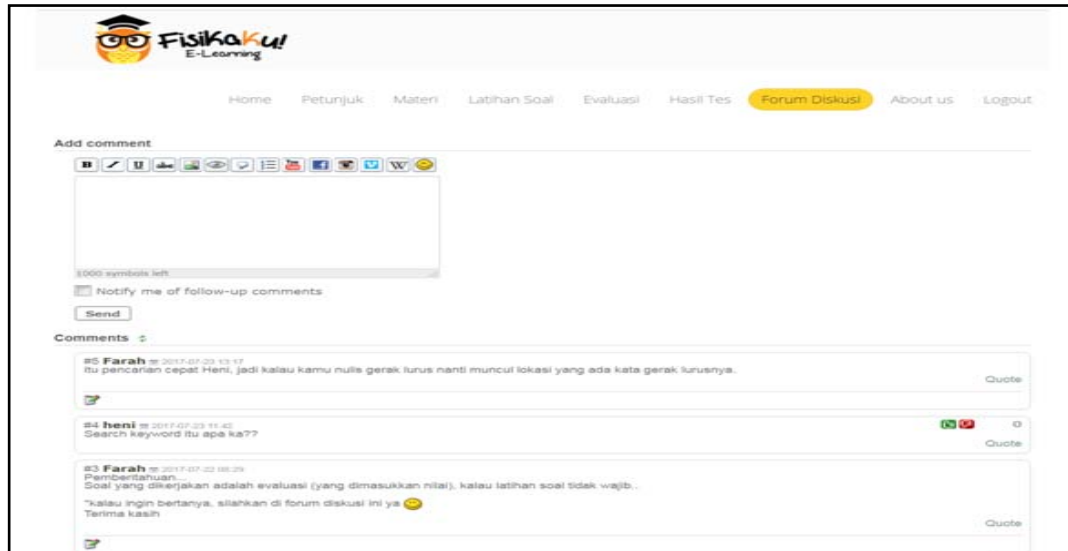 FisiKaKu!
E-Learning
Home Petunjuk Materi Latihan Soal Evaluasi Hasil Tes Forum Diskusi About us Logout
Add comment
B I U abc W
1000 symbols left
Notify me of follow-up comments
Send
Comments
#5 Farah 2017-07-23 13:17
Itu pencarian cepat Heni, jadi kalau kamu nulis gerak lurus nanti muncul lokasi yang ada kata gerak lurusnya.
Quote
#4 heni 2017-07-23 11:42
0
Search keyword itu apa ka??
Quote
#3 Farah 2017-07-22
Pemberitahuan...
Soal yang dikerjakan adalah evaluasi (yang dimasukkan nilai), kalau latihan soal tidak wajib..
"kalau ingin bertanya, silahkan di forum diskusi ini ya
Terima kasih
Quote